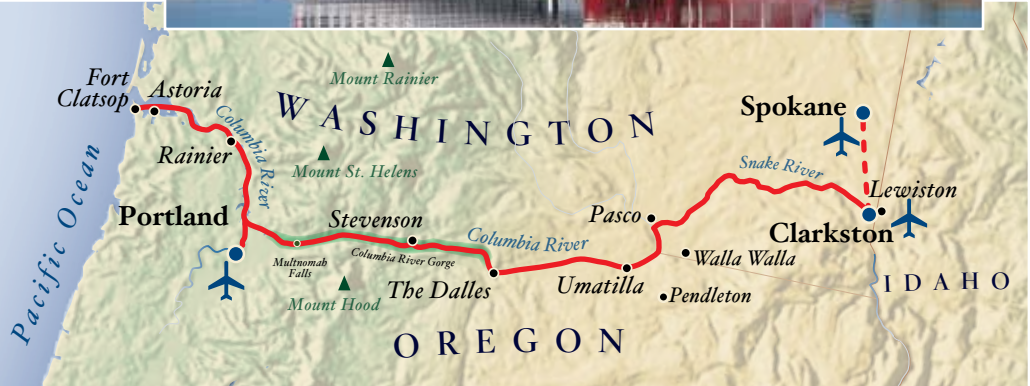 Fort
Clatsop
Astoria
Mount Rainier
WASHINGTON
Columbia River
Rainier
Mount St. Helens
Spokane
Snake River
Lewiston
Clarkston
Pacific Ocean
Portland
Stevenson
Pasco
Multnomah
Falls
Columbia River Gorge
Columbia River
Walla Walla
The Dalles
Umatilla
Pendleton
Mount Hood
IDAHO
OREGON